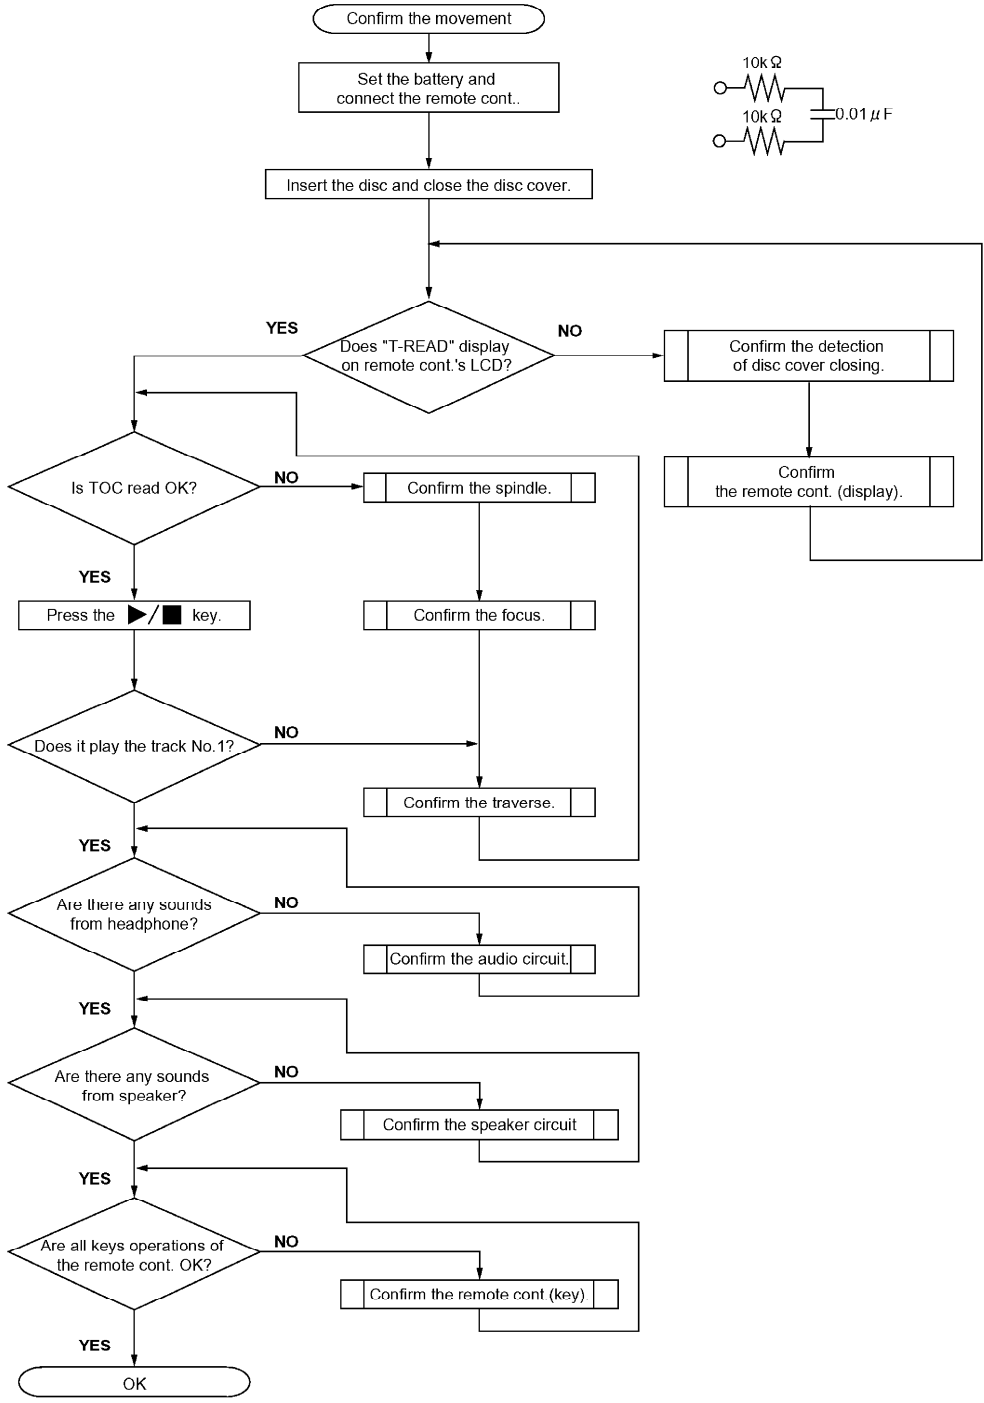 Confirm the movement
Set the battery and
connect the remote cont..
10kΩ
10kΩ
0.01μF
Insert the disc and close the disc cover.
YES
NO
Does "T-READ" display
on remote cont.'s LCD?
Confirm the detection
of disc cover closing.
Confirm
the remote cont. (display).
Is TOC read OK?
NO
Confirm the spindle.
YES
Press the ▶/■ key.
Confirm the focus.
Does it play the track No.1?
NO
Confirm the traverse.
YES
Are there any sounds
from headphone?
NO
Confirm the audio circuit.
YES
Are there any sounds
from speaker?
NO
Confirm the speaker circuit
YES
Are all keys operations of
the remote cont. OK?
NO
Confirm the remote cont.(key)
YES
OK